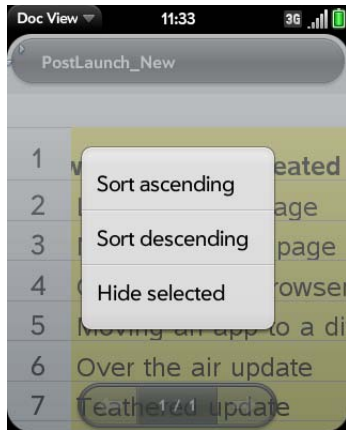 Doc View 11:33 3G
PostLaunch_New
1 eated
2 age
3 page
4 rowser
5 Moving an app to a di
6 Over the air update
7 Teathered update
Sort ascending
Sort descending
Hide selected
1 / 1